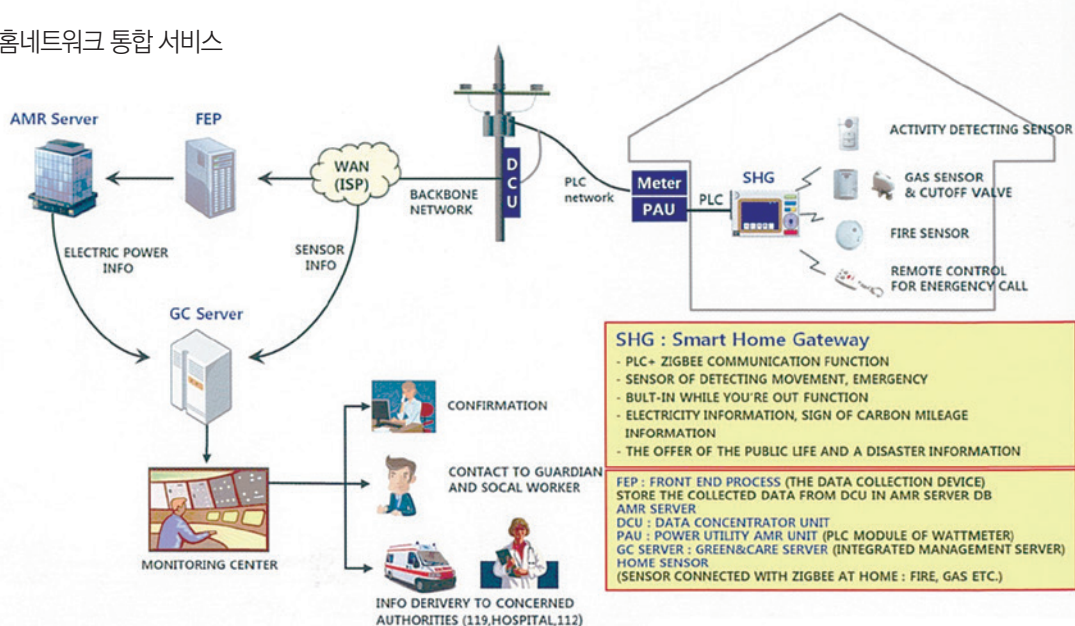 홈네트워크 통합 서비스
AMR Server
FEP
WAN
(ISP)
BACKBONE
NETWORK
DCU
PLC
network
Meter
PAU
PLC
SHG
ACTIVITY DETECTING SENSOR
GAS SENSOR
& CUTOFF VALVE
FIRE SENSOR
REMOTE CONTROL
FOR EMERGENCY CALL
ELECTRIC POWER
INFO
SENSOR
INFO
GC Server
MONITORING CENTER
CONFIRMATION
CONTACT TO GUARDIAN
AND SOCAL WORKER
INFO DERIVERY TO CONCERNED
AUTHORITIES (119,HOSPITAL,112)
SHG : Smart Home Gateway
- PLC+ ZIGBEE COMMUNICATION FUNCTION
- SENSOR OF DETECTING MOVEMENT, EMERGENCY
- BULT-IN WHILE YOU'RE OUT FUNCTION
- ELECTRICITY INFORMATION, SIGN OF CARBON MILEAGE
INFORMATION
- THE OFFER OF THE PUBLIC LIFE AND A DISASTER INFORMATION
FEP : FRONT END PROCESS (THE DATA COLLECTION DEVICE)
STORE THE COLLECTED DATA FROM DCU IN AMR SERVER DB
AMR SERVER
DCU : DATA CONCENTRATOR UNIT
PAU : POWER UTILITY AMR UNIT (PLC MODULE OF WATTMETER)
GC SERVER : GREEN&CARE SERVER (INTEGRATED MANAGEMENT SERVER)
HOME SENSOR
(SENSOR CONNECTED WITH ZIGBEE AT HOME : FIRE, GAS ETC.)